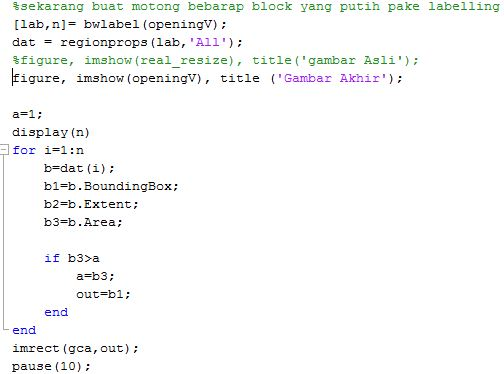 %sekarang buat motong bebarap block yang putih pake labelling
[lab,n]= bwlabel(openingV);
dat = regionprops(lab,'All');
%figure, imshow(real_resize), title('gambar Asli');
figure, imshow(openingV), title ('Gambar Akhir');
a=1;
display(n)
for i=1:n
b=dat(i);
b1=b.BoundingBox;
b2=b.Extent;
b3=b.Area;
if b3>a
a=b3;
out=b1;
end
end
imrect(gca,out);
pause(10);